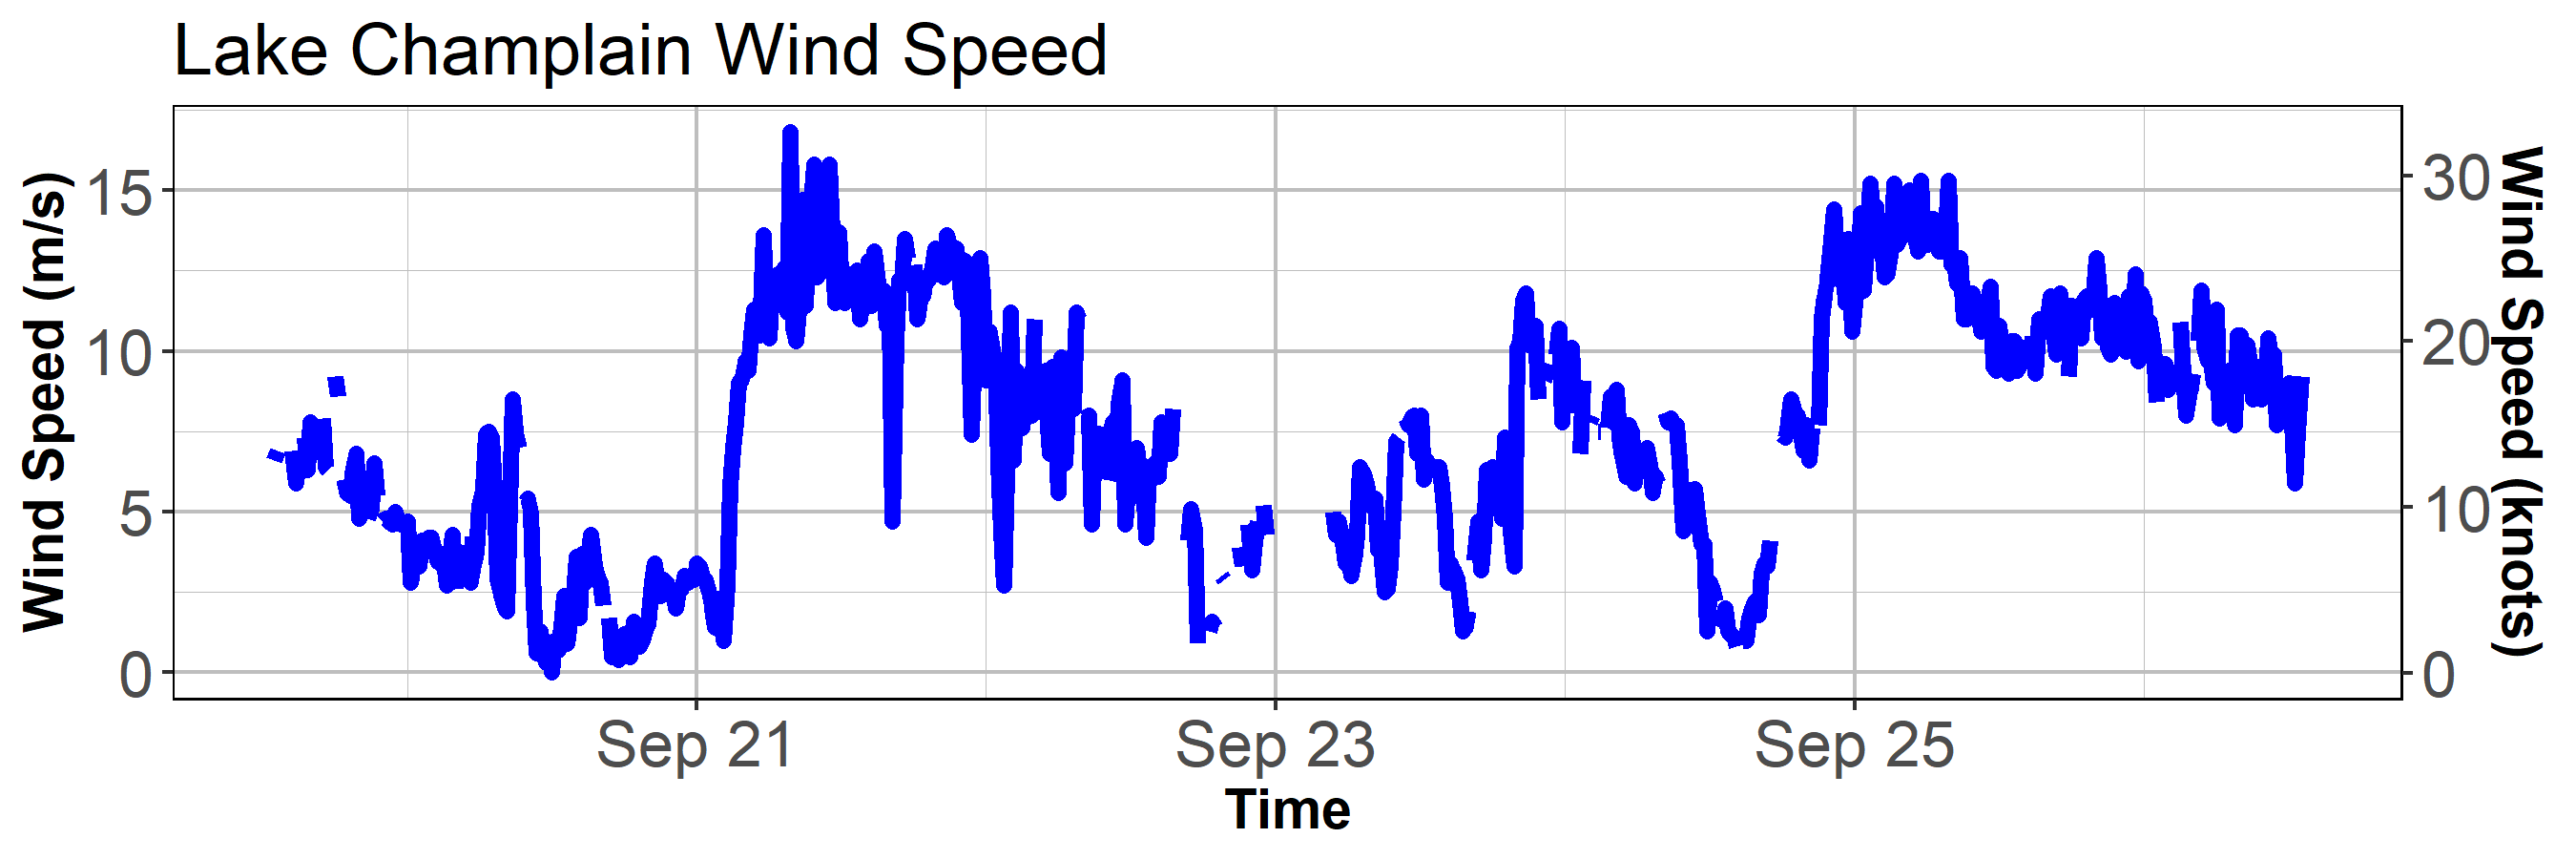 Lake Champlain Wind Speed
Wind Speed (m/s)
15
10
5
0
30
20
10
0
Wind Speed (knots)
Sep 21
Sep 23
Sep 25
Time